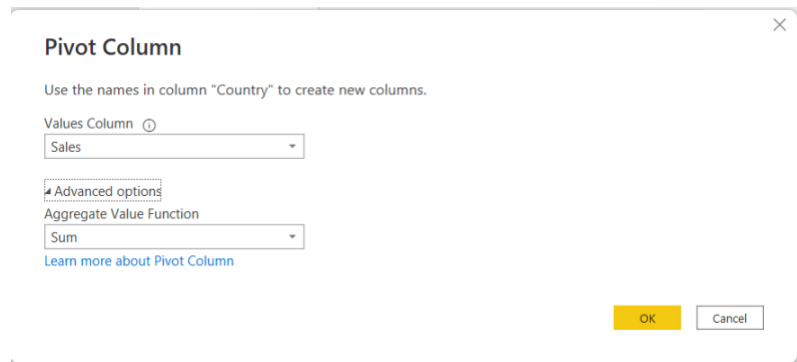 Pivot Column
Use the names in column "Country" to create new columns.
Values Column
Sales
Advanced options
Aggregate Value Function
Sum
Learn more about Pivot Column
OK
Cancel